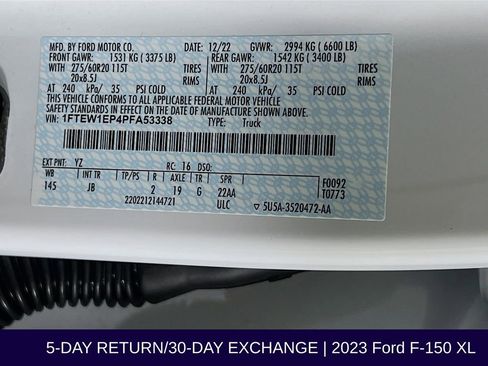 MFD. BY FORD MOTOR CO. 12/22 GVWR: 2994 KG ( 6600 LB)
FRONT GAWR: 1531 KG ( 3375 LB) REAR GAWR: 1542 KG ( 3400 LB)
275/60R20 115T TIRES 275/60R20 115T TIRES
20x8.5J RIMS 20x8.5J RIMS
AT 240 kPa/ 35 PSI COLD AT 240 kPa/ 35 PSI COLD
THIS VEHICLE CONFORMS TO ALL APPLICABLE FEDERAL MOTOR VEHICLE
SAFETY STANDARDS IN EFFECT ON THE DATE OF MANUFACTURE SHOWN ABOVE.
VIN: 1FTEW1EP4PFA53338 TYPE: Truck
EXT PNT: YZ RC: 16 DSO:
WB INT TR TP/PS R AXLE TR SPR F0092
145 JB 2 19 G 22AA T0773
2202212144721 ULC 5U5A-3520472-AA
5-DAY RETURN/30-DAY EXCHANGE | 2023 Ford F-150 XL